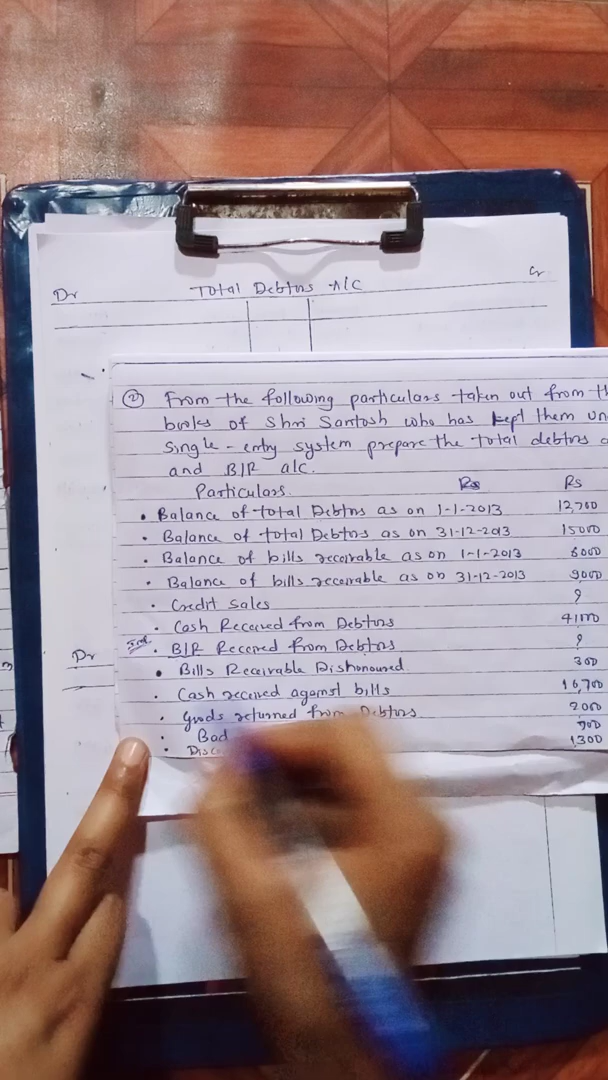 Dr Total Debtors A/C Cr
② From the following particulars taken out from th
books of Shri Santosh who has kept them un
Single-entry system prepare the total debtors a
and B/R a/c.
Particulars. Rs Rs
• Balance of total Debtors as on 1-1-2013 12,700
• Balance of total Debtors as on 31-12-2013 15000
• Balance of bills receivable as on 1-1-2013 8000
• Balance of bills receivable as on 31-12-2013 9000
• Credit Sales ?
• Cash Received from Debtors 41000
• B/R Received from Debtors ?
Dr
• Bills Receivable Dishonoured 300
• Cash received against bills 16,700
• goods returned from Debtors 2000
• Bad 900
• Disc 1300